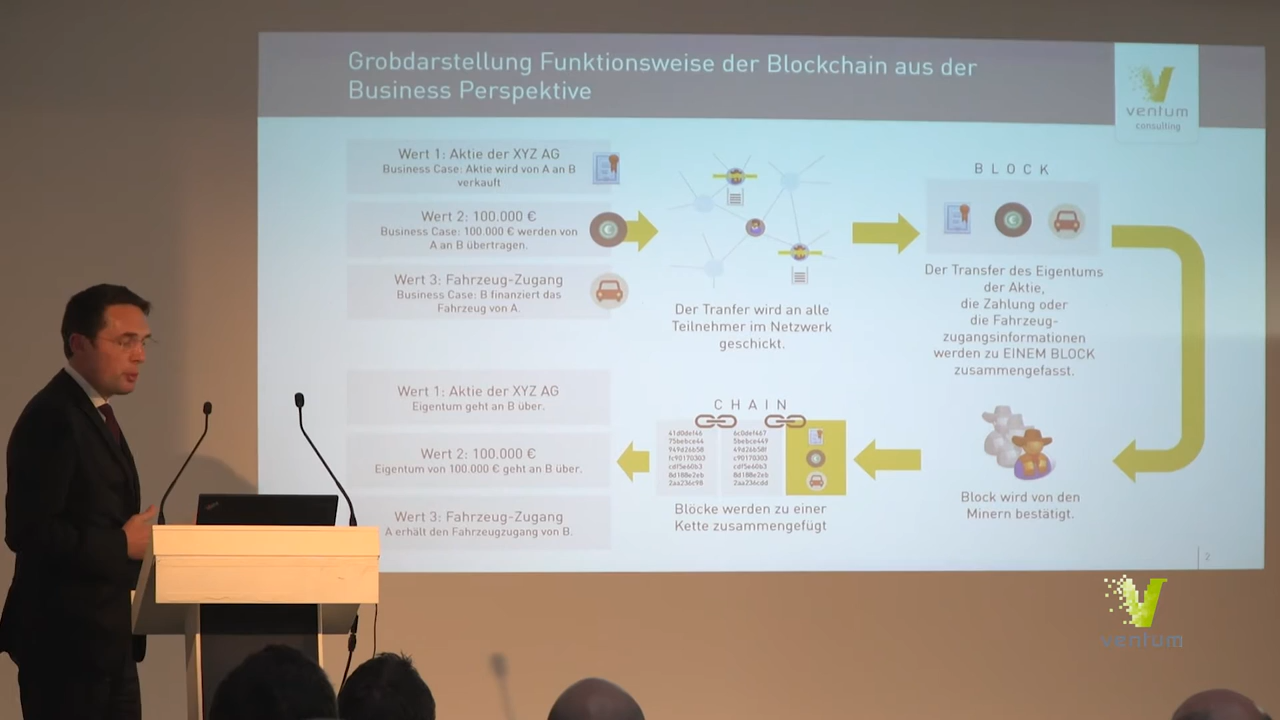 Grobdarstellung Funktionsweise der Blockchain aus der
Business Perspektive
ventum
consulting
Wert 1: Aktie der XYZ AG
Business Case: Aktie wird von A an B
verkauft
Wert 2: 100.000 €
Business Case: 100.000 € werden von
A an B übertragen.
Wert 3: Fahrzeug-Zugang
Business Case: B finanziert das
Fahrzeug von A.
Der Tranfer wird an alle
Teilnehmer im Netzwerk
geschickt.
BLOCK
Der Transfer des Eigentums
der Aktie,
die Zahlung oder
die Fahrzeug-
zugangsinformationen
werden zu EINEM BLOCK
zusammengefasst.
Block wird von den
Minern bestätigt.
CHAIN
Blöcke werden zu einer
Kette zusammengefügt
Wert 1: Aktie der XYZ AG
Eigentum geht an B über.
Wert 2: 100.000 €
Eigentum von 100.000 € geht an B über.
Wert 3: Fahrzeug-Zugang
A erhält den Fahrzeugzugang von B.
2
ventum